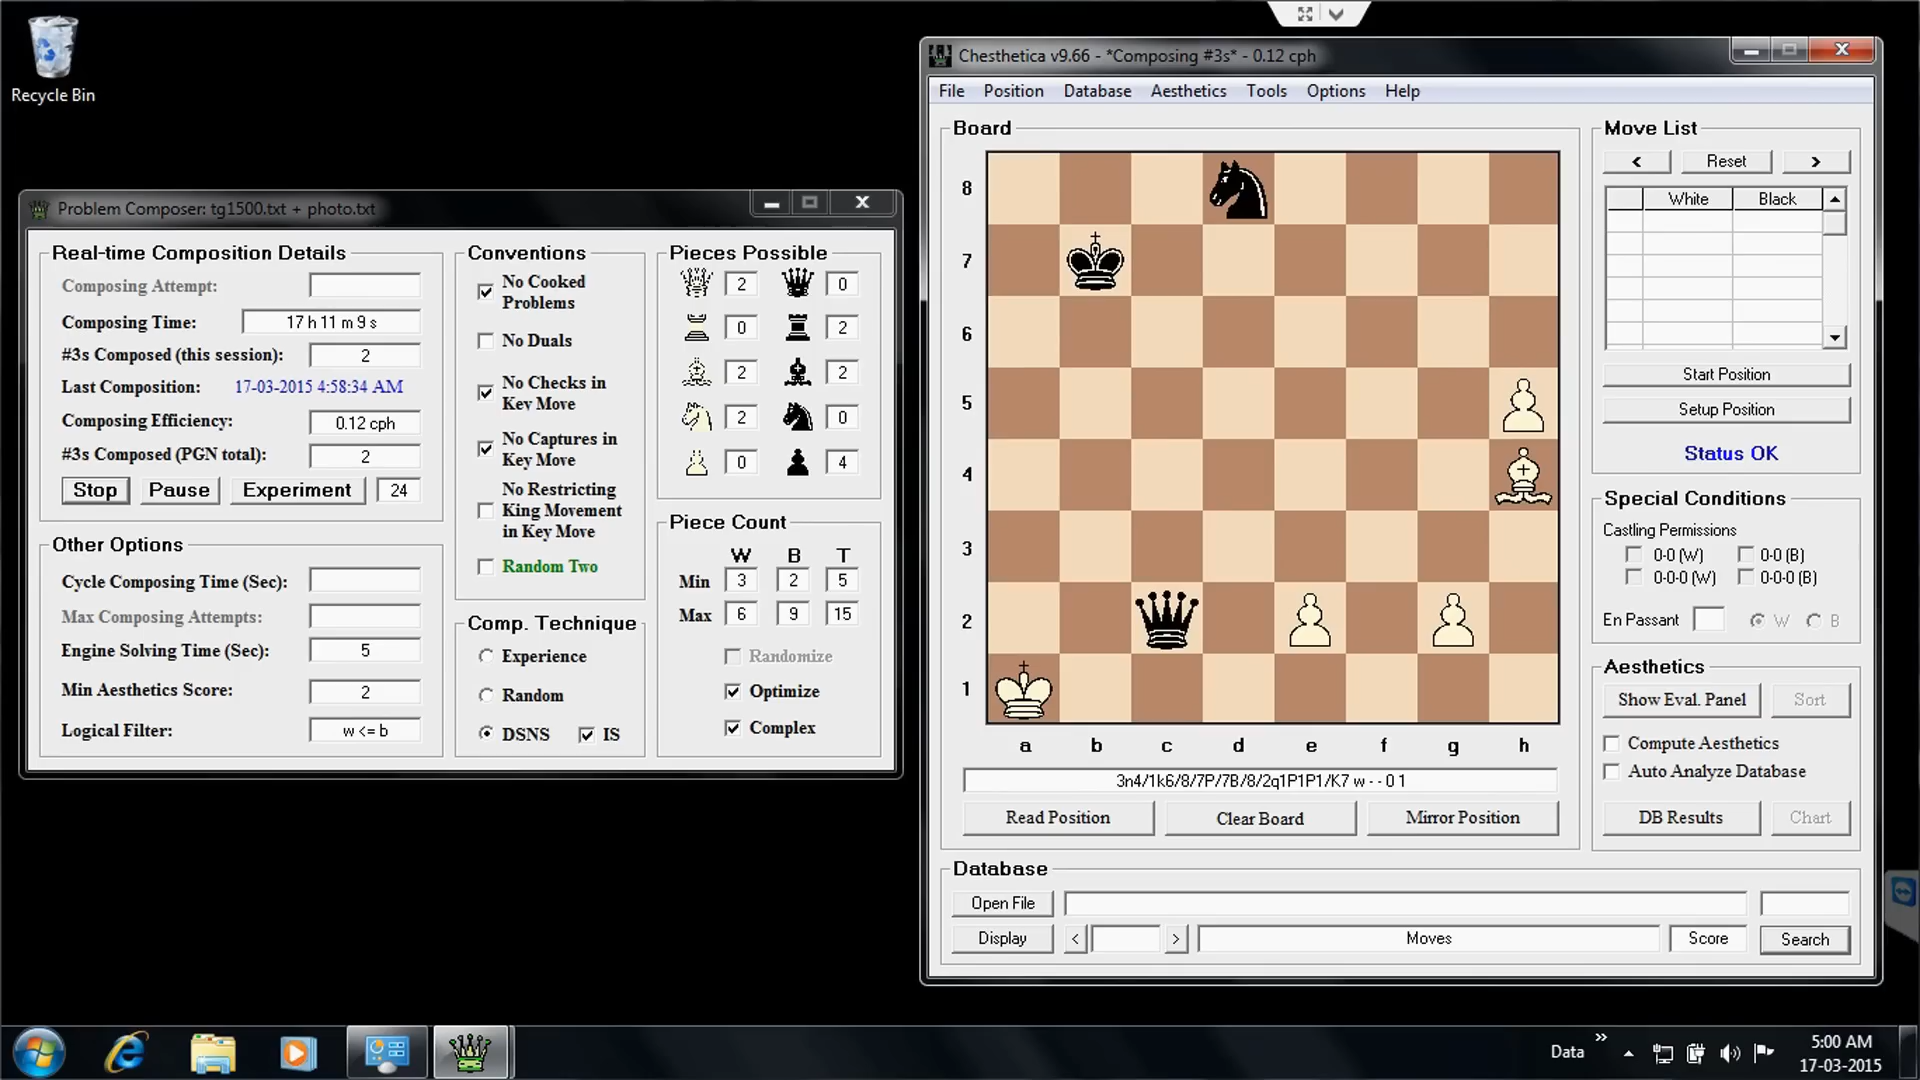 Recycle Bin
Problem Composer: tg1500.txt + photo.txt
Real-time Composition Details
Composing Attempt:
Composing Time: 17 h 11 m 9 s
#3s Composed (this session): 2
Last Composition: 17-03-2015 4:58:34 AM
Composing Efficiency: 0.12 cph
#3s Composed (PGN total): 2
Stop Pause Experiment 24
Other Options
Cycle Composing Time (Sec):
Max Composing Attempts:
Engine Solving Time (Sec): 5
Min Aesthetics Score: 2
Logical Filter: w <= b
Conventions
No Cooked
Problems
No Duals
No Checks in
Key Move
No Captures in
Key Move
No Restricting
King Movement
in Key Move
Random Two
Comp. Technique
Experience
Random
DSNS IS
Pieces Possible
2 0
0 2
2 2
2 0
0 4
Piece Count
W B T
Min 3 2 5
Max 6 9 15
Randomize
Optimize
Complex
Chesthetica v9.66 - *Composing #3s* - 0.12 cph
File Position Database Aesthetics Tools Options Help
Board
8
7
6
5
4
3
2
1
a b c d e f g h
3n4/1k6/8/7P/7B/8/2q1P1P1/K7 w - - 0 1
Read Position Clear Board Mirror Position
Move List
< Reset >
White Black
Start Position
Setup Position
Status OK
Special Conditions
Castling Permissions
0-0 (W) 0-0 (B)
0-0-0 (W) 0-0-0 (B)
En Passant W B
Aesthetics
Show Eval. Panel Sort
Compute Aesthetics
Auto Analyze Database
DB Results Chart
Database
Open File
Display < > Moves Score Search
Data » 5:00 AM
17-03-2015